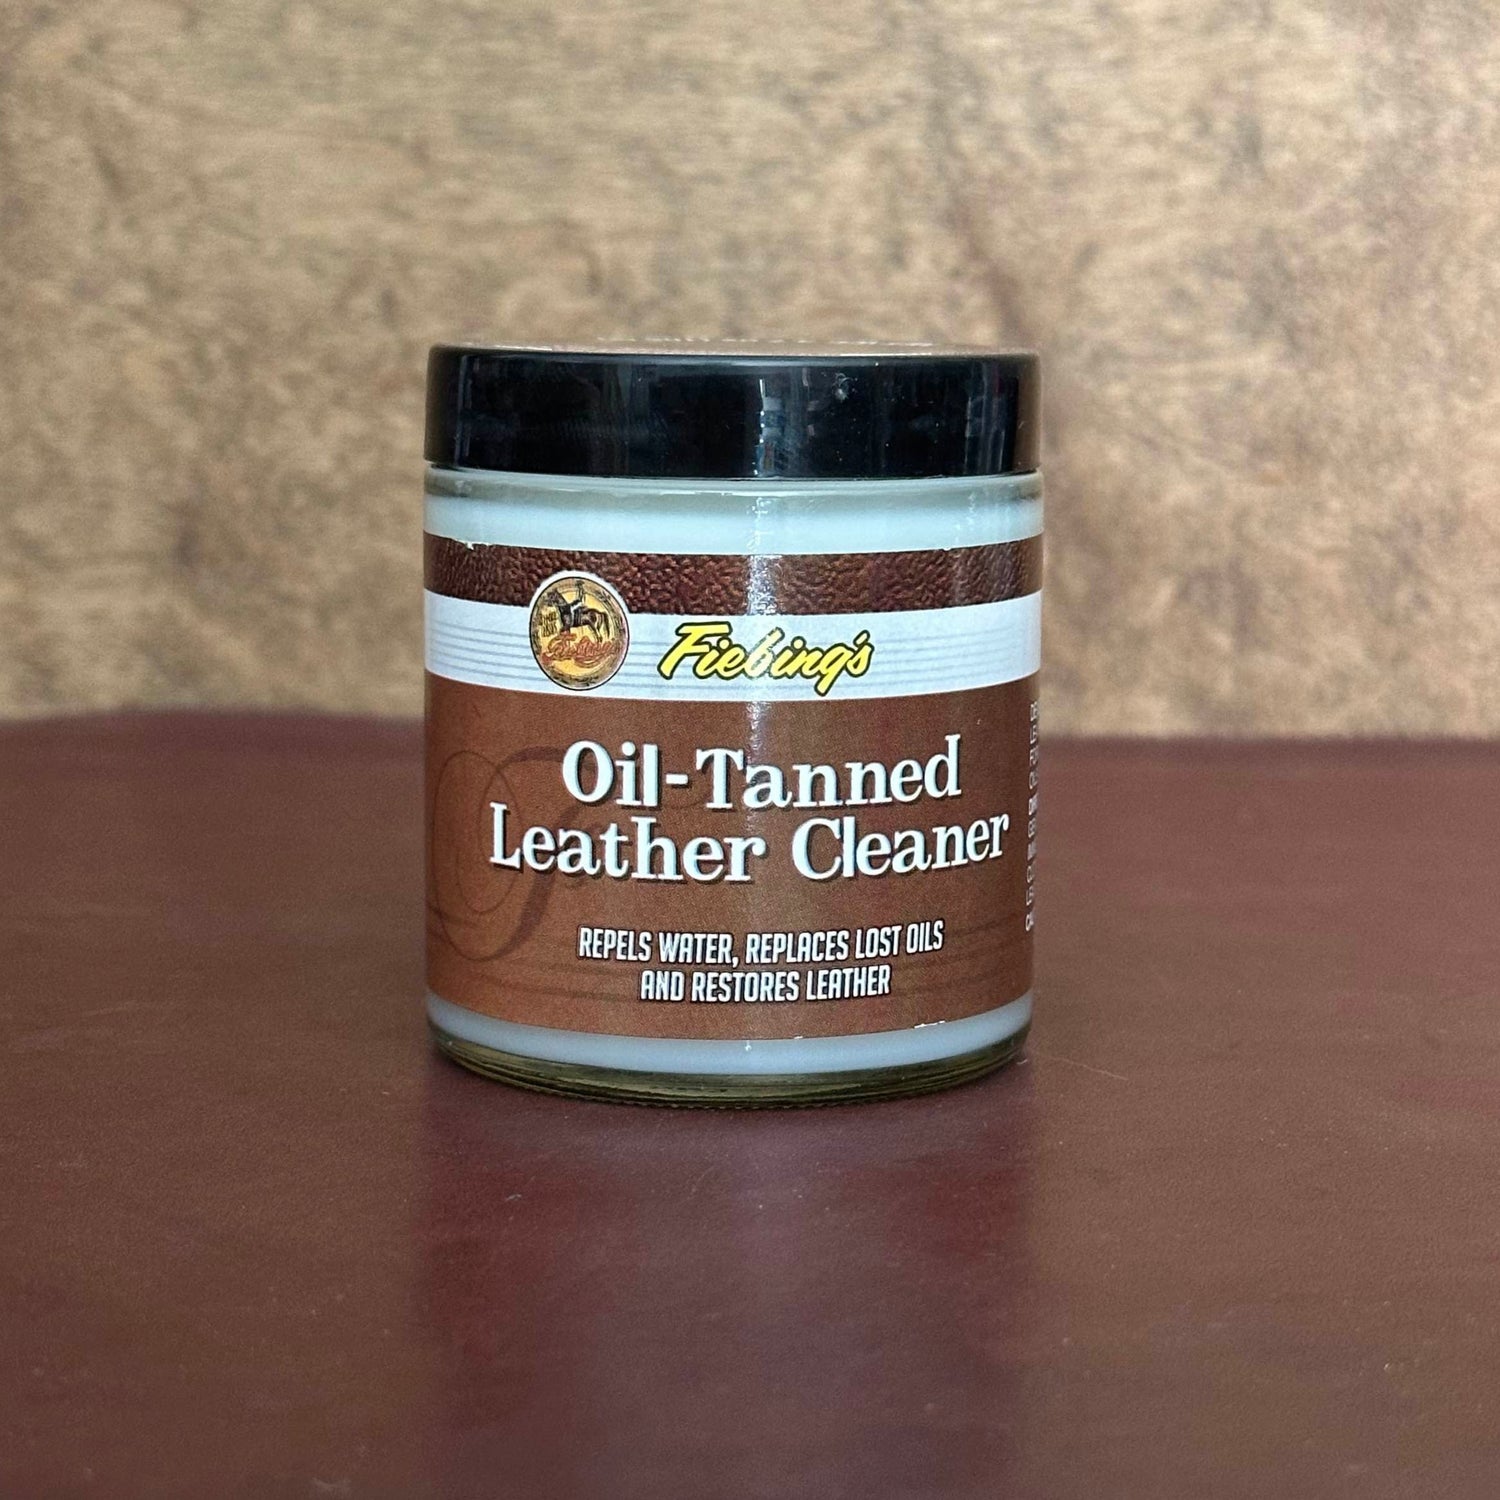 Fiebing's
Oil-Tanned
Leather Cleaner
REPELS WATER, REPLACES LOST OILS
AND RESTORES LEATHER